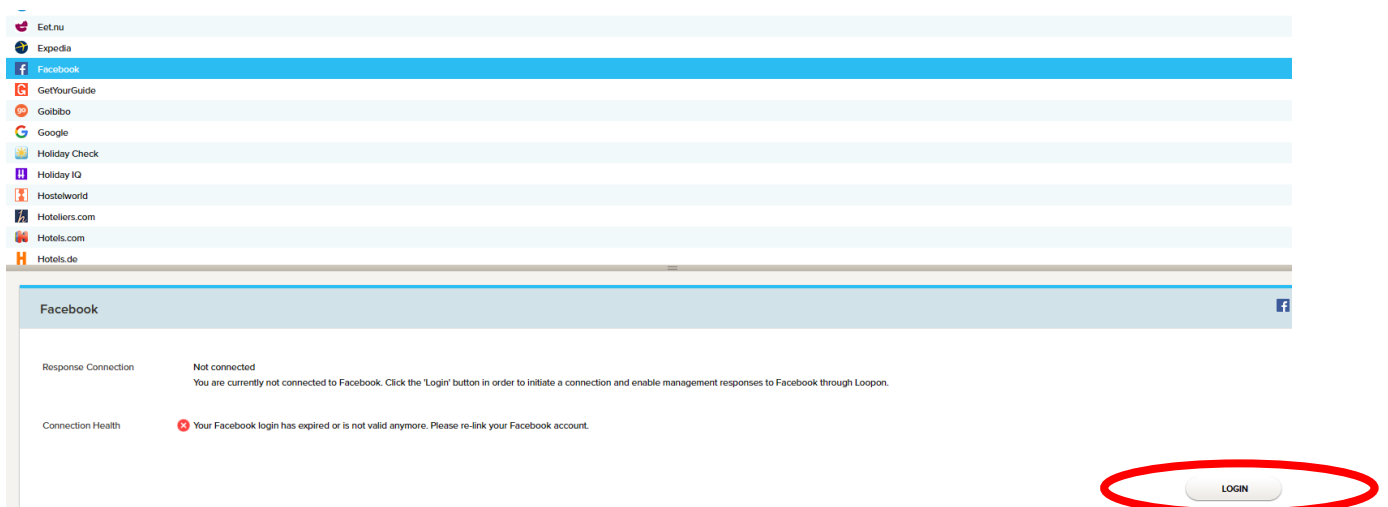 Eet.nu
Expedia
Facebook
GetYourGuide
Goibibo
Google
Holiday Check
Holiday IQ
Hostelworld
Hoteliers.com
Hotels.com
Hotels.de
Facebook
Response Connection
Not connected
You are currently not connected to Facebook. Click the 'Login' button in order to initiate a connection and enable management responses to Facebook through Loopon.
Connection Health
Your Facebook login has expired or is not valid anymore. Please re-link your Facebook account.
LOGIN